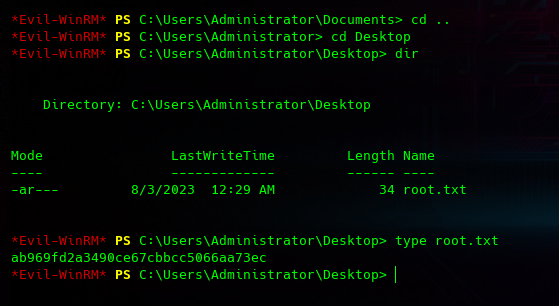 *Evil-WinRM* PS C:\Users\Administrator\Documents> cd ..
*Evil-WinRM* PS C:\Users\Administrator> cd Desktop
*Evil-WinRM* PS C:\Users\Administrator\Desktop> dir
Directory: C:\Users\Administrator\Desktop
Mode LastWriteTime Length Name
---- ------------- ------ ----
-ar--- 8/3/2023 12:29 AM 34 root.txt
*Evil-WinRM* PS C:\Users\Administrator\Desktop> type root.txt
ab969fd2a3490ce67cbbcc5066aa73ec
*Evil-WinRM* PS C:\Users\Administrator\Desktop>